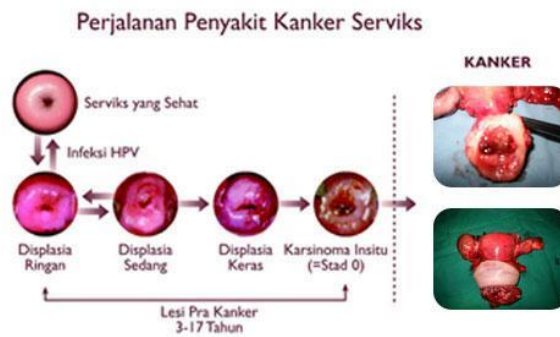 Perjalanan Penyakit Kanker Serviks
KANKER
Serviks yang Sehat
Infeksi HPV
Displasia
Ringan
Displasia
Sedang
Displasia
Keras
Karsinoma Insitu
(=Stad 0)
Lesi Pra Kanker
3-17 Tahun